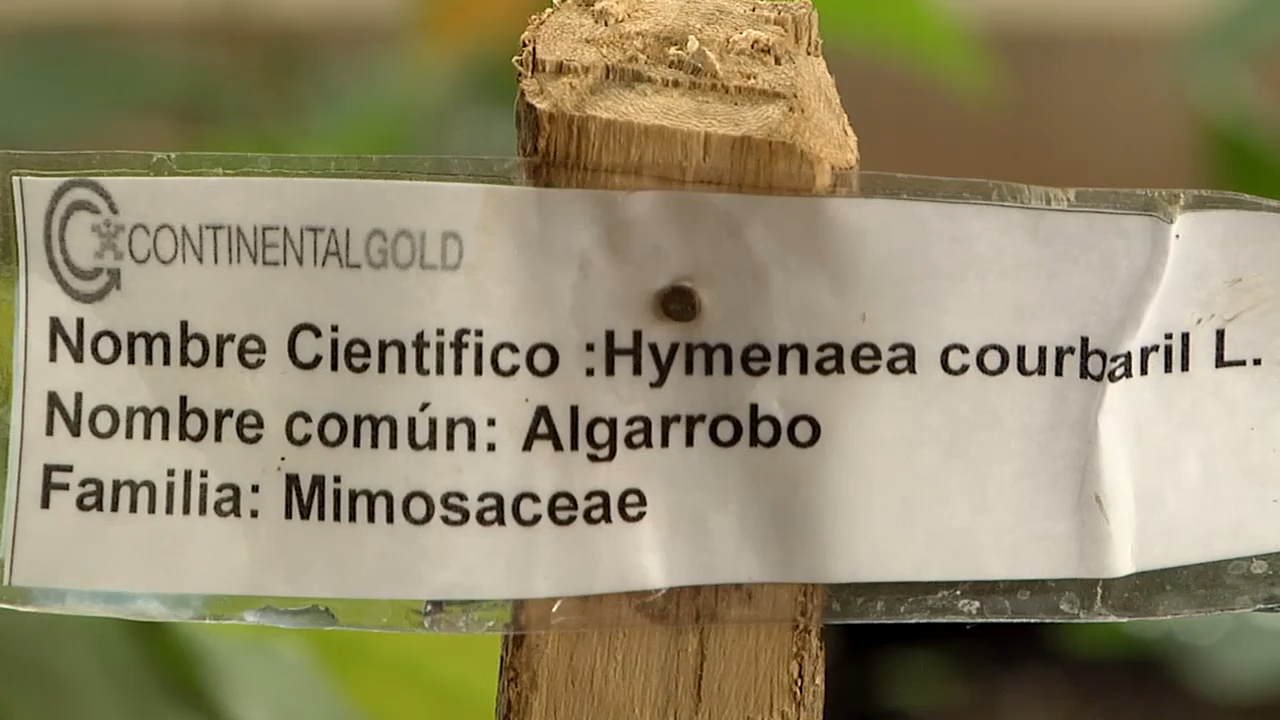 CONTINENTALGOLD
Nombre Cientifico :Hymenaea courbaril L.
Nombre común: Algarrobo
Familia: Mimosaceae